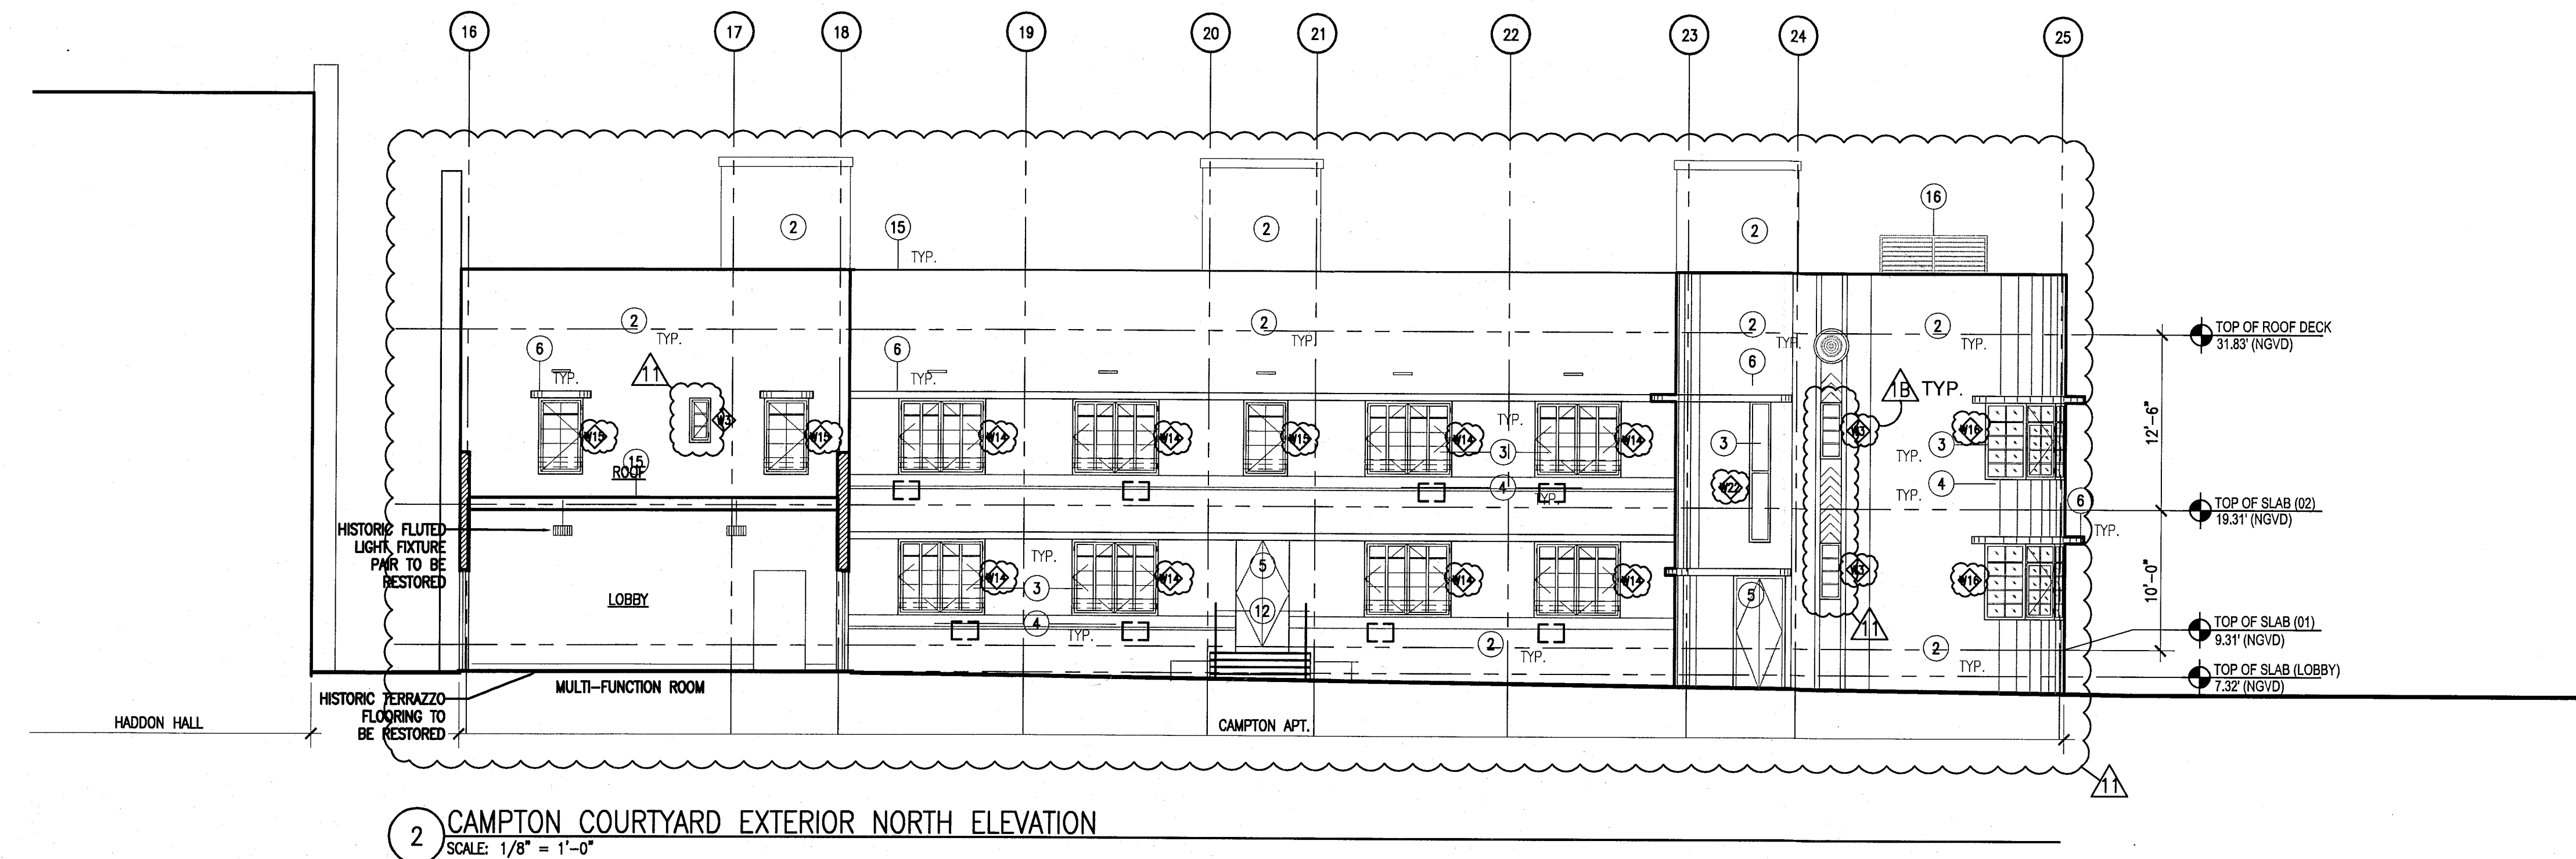 16
17
18
19
20
21
22
23
24
25
16
2
15
2
2
TYP.
2
TYP.
2
TYP.
2
TYP.
2
TYP.
TOP OF ROOF DECK
31.83' (NGVD)
6
TYP.
11
6
TYP.
6
1B TYP.
12'-6"
W15
W3
W15
W14
W14
W15
W14
TYP.
3
W14
3
W3
W16
3
TYP.
15
ROOF
4
TYP.
W22
4
TYP.
6
TYP.
TOP OF SLAB (02)
19.31' (NGVD)
HISTORIC FLUTED
LIGHT FIXTURE
PAIR TO BE
RESTORED
LOBBY
TYP.
W14
3
W14
5
12
W14
W14
5
W3
W16
10'-0"
4
TYP.
2
TYP.
11
2
TYP.
TOP OF SLAB (01)
9.31' (NGVD)
TOP OF SLAB (LOBBY)
7.32' (NGVD)
MULTI-FUNCTION ROOM
HISTORIC TERRAZZO
FLOORING TO
BE RESTORED
HADDON HALL
CAMPTON APT.
11
2
CAMPTON COURTYARD EXTERIOR NORTH ELEVATION
SCALE: 1/8" = 1'-0"